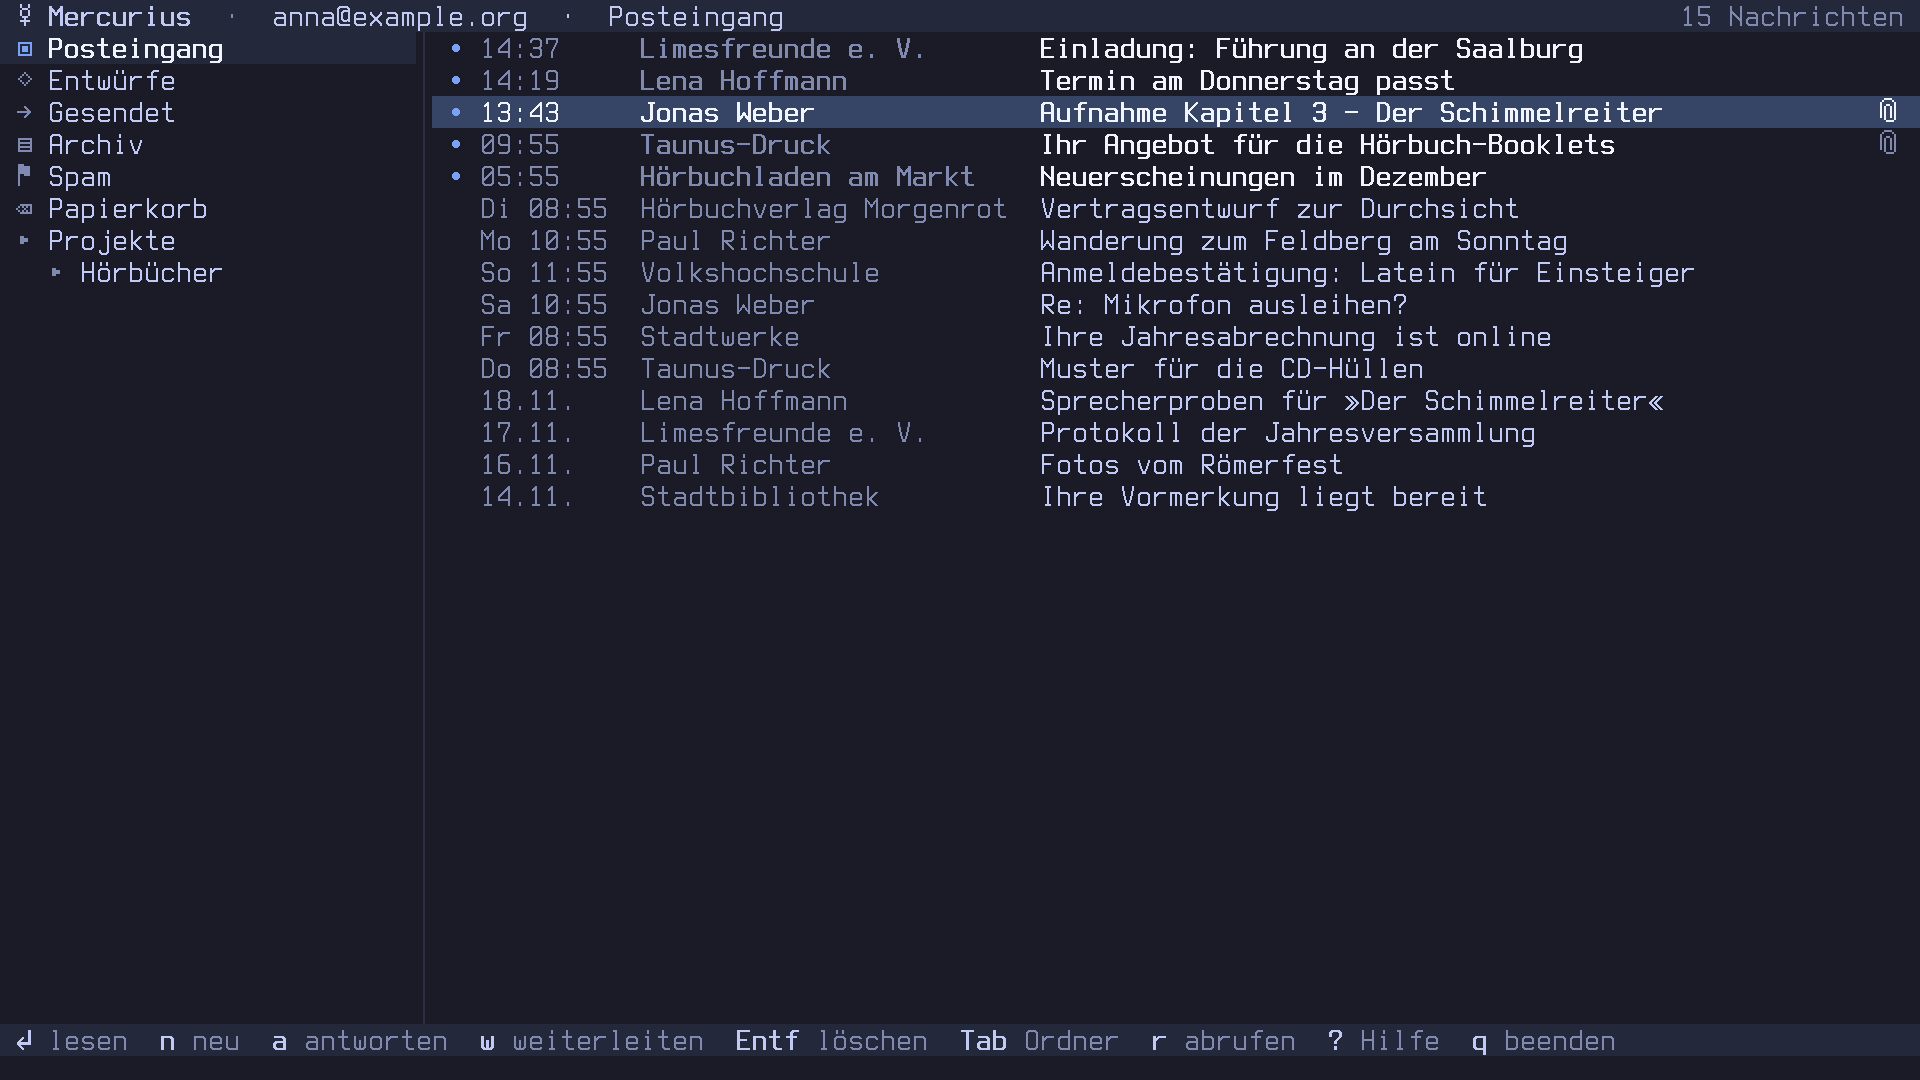 ☿ Mercurius · anna@example.org · Posteingang 15 Nachrichten
Posteingang
Entwürfe
Gesendet
Archiv
Spam
Papierkorb
Projekte
Hörbücher
• 14:37 Limesfreunde e. V. Einladung: Führung an der Saalburg
• 14:19 Lena Hoffmann Termin am Donnerstag passt
• 13:43 Jonas Weber Aufnahme Kapitel 3 – Der Schimmelreiter
• 09:55 Taunus-Druck Ihr Angebot für die Hörbuch-Booklets
• 05:55 Hörbuchladen am Markt Neuerscheinungen im Dezember
Di 08:55 Hörbuchverlag Morgenrot Vertragsentwurf zur Durchsicht
Mo 10:55 Paul Richter Wanderung zum Feldberg am Sonntag
So 11:55 Volkshochschule Anmeldebestätigung: Latein für Einsteiger
Sa 10:55 Jonas Weber Re: Mikrofon ausleihen?
Fr 08:55 Stadtwerke Ihre Jahresabrechnung ist online
Do 08:55 Taunus-Druck Muster für die CD-Hüllen
18.11. Lena Hoffmann Sprecherproben für »Der Schimmelreiter«
17.11. Limesfreunde e. V. Protokoll der Jahresversammlung
16.11. Paul Richter Fotos vom Römerfest
14.11. Stadtbibliothek Ihre Vormerkung liegt bereit
↲ lesen n neu a antworten w weiterleiten Entf löschen Tab Ordner r abrufen ? Hilfe q beenden